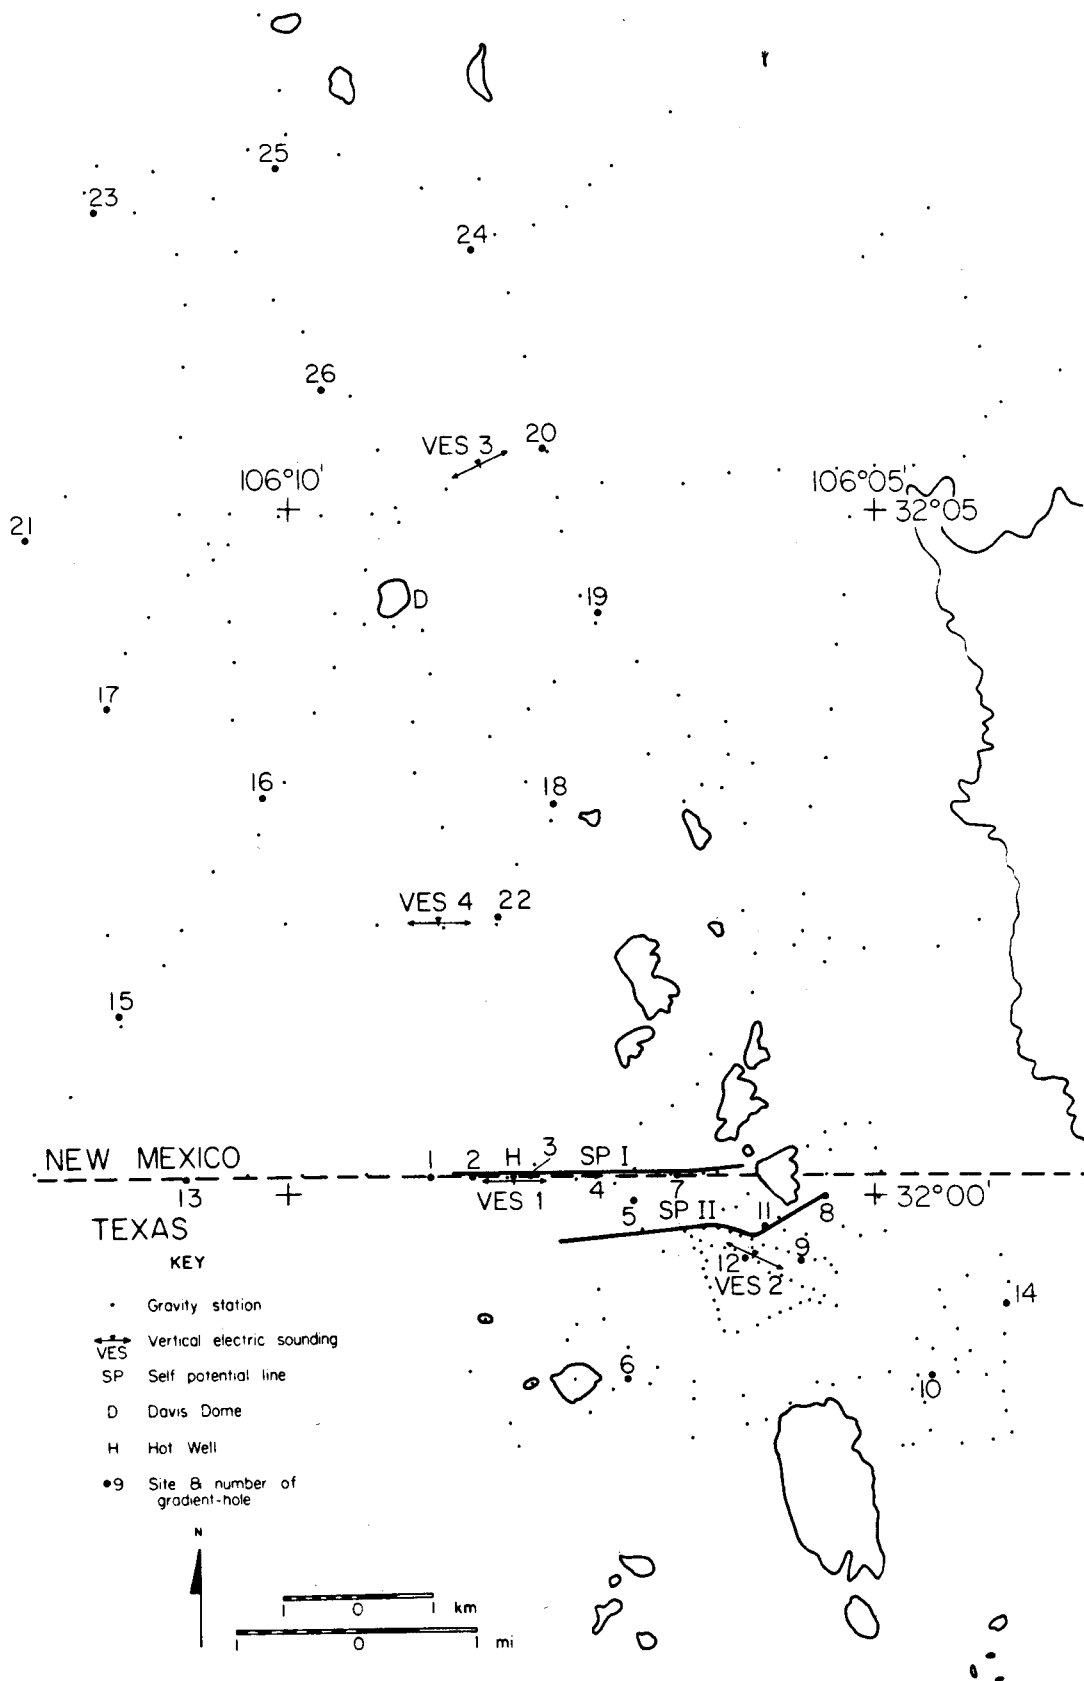 25
23
24
26
VES 3
20
106°10'
106°05'
32°05
21
D
19
17
16
18
VES 4
22
15
NEW MEXICO
1
2
H
3
SP I
13
VES 1
4
7
32°00'
TEXAS
5
SP II
11
8
KEY
12
9
VES 2
• Gravity station
14
VES Vertical electric sounding
SP Self potential line
6
10
D Davis Dome
H Hot Well
•9 Site & number of
gradient-hole
N
1 0 1 km
1 0 1 mi